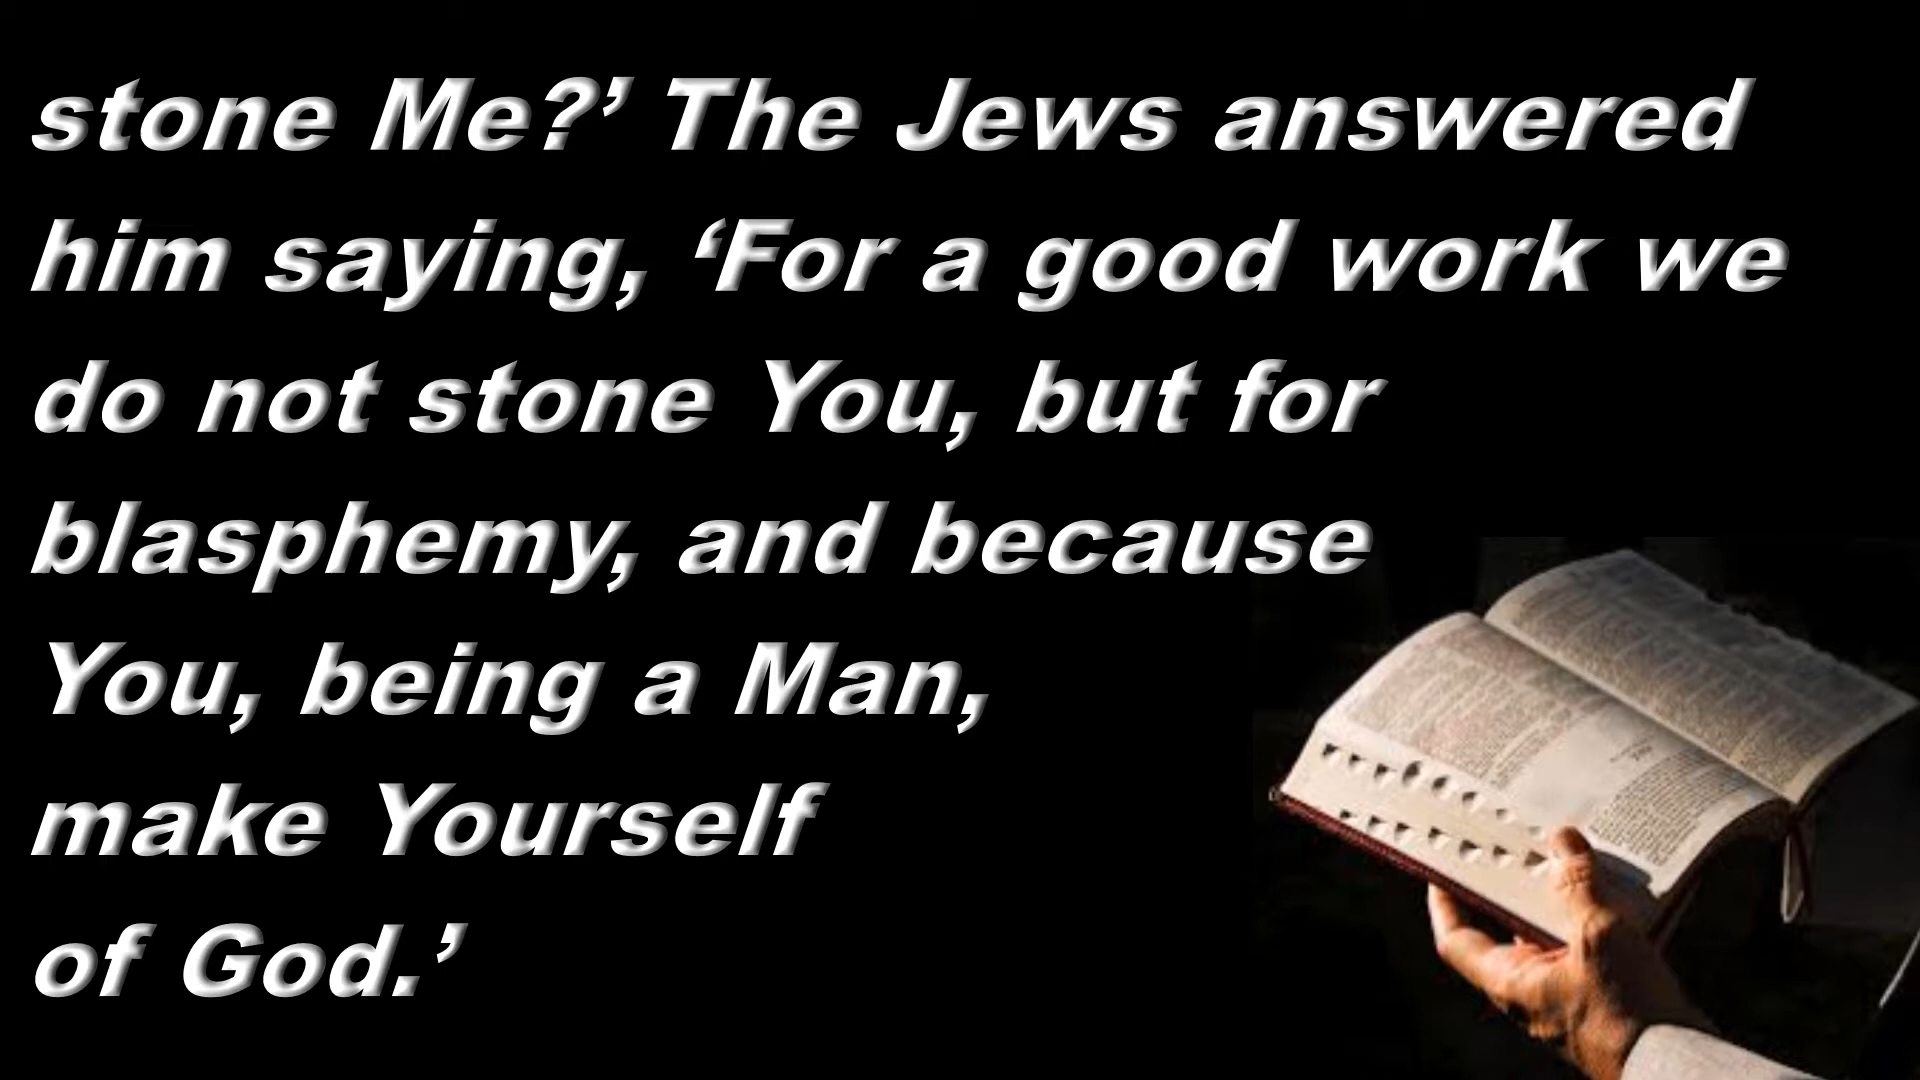 stone Me?’ The Jews answered
him saying, ‘For a good work we
do not stone You, but for
blasphemy, and because
You, being a Man,
make Yourself
of God.’